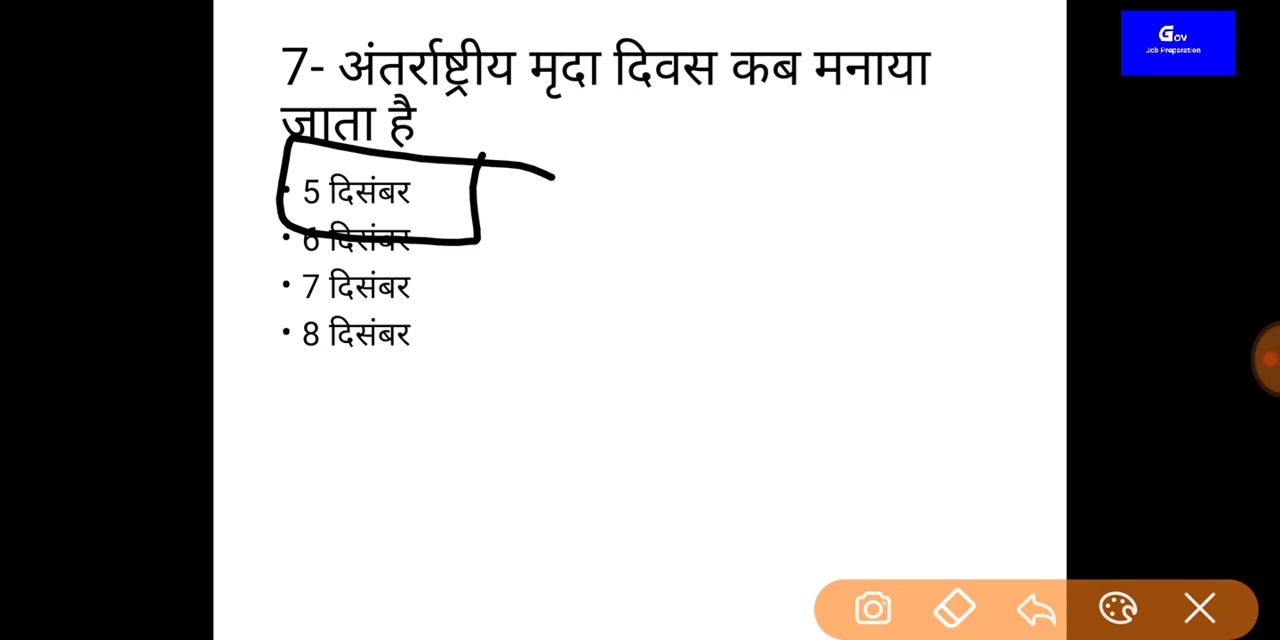 7- अंतर्राष्ट्रीय मृदा दिवस कब मनाया
जाता है
• 5 दिसंबर
• 6 दिसंबर
• 7 दिसंबर
• 8 दिसंबर
Gov
Job Preparation